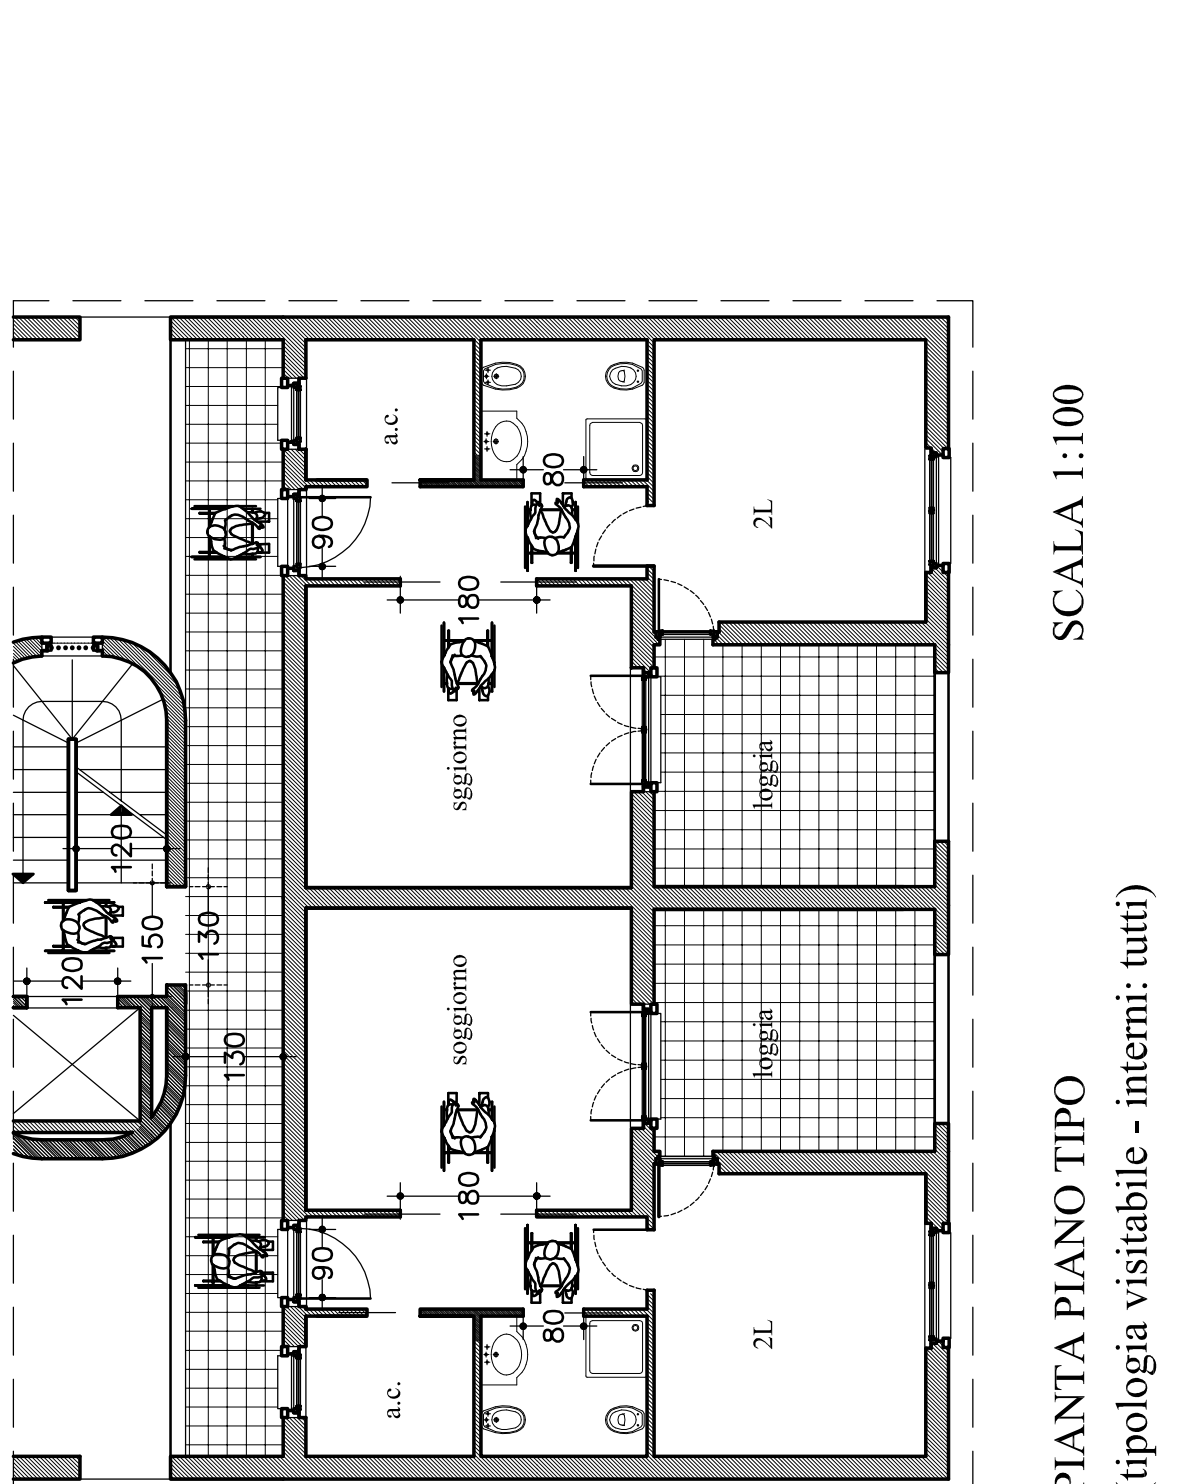 PIANTA PIANO TIPO
SCALA 1:100
(tipologia visitabile - interni: tutti)
120
150
130
120
130
90
90
a.c.
a.c.
soggiorno
sggiorno
180
180
80
80
2L
loggia
loggia
2L